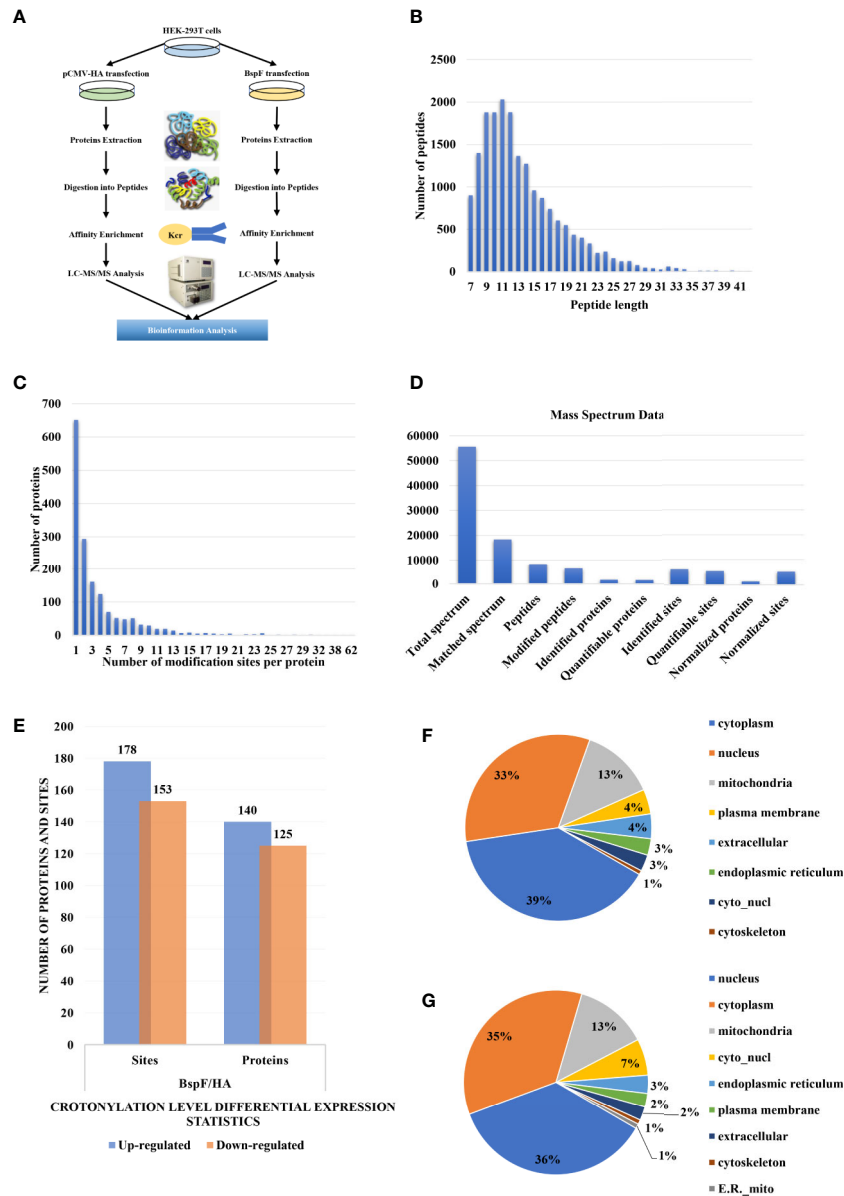 A
HEK-293T cells
pCMV-HA transfection
BspF transfection
Proteins Extraction
Proteins Extraction
Digestion into Peptides
Digestion into Peptides
Affinity Enrichment
Kcr
Affinity Enrichment
LC-MS/MS Analysis
LC-MS/MS Analysis
Bioinformation Analysis
B
Number of peptides
2500
2000
1500
1000
500
0
7 9 11 13 15 17 19 21 23 25 27 29 31 33 35 37 39 41
Peptide length
C
Number of proteins
700
600
500
400
300
200
100
0
1 3 5 7 9 11 13 15 17 19 21 23 25 27 29 32 38 62
Number of modification sites per protein
D
Mass Spectrum Data
60000
50000
40000
30000
20000
10000
0
Total spectrum
Matched spectrum
Peptides
Modified peptides
Identified proteins
Quantifiable proteins
Identified sites
Quantifiable sites
Normalized proteins
Normalized sites
E
NUMBER OF PROTEINS AND SITES
200
180
160
140
120
100
80
60
40
20
0
178
153
140
125
Sites
Proteins
BspF/HA
CROTONYLATION LEVEL DIFFERENTIAL EXPRESSION
STATISTICS
Up-regulated
Down-regulated
F
33%
13%
4%
4%
3%
3%
1%
39%
cytoplasm
nucleus
mitochondria
plasma membrane
extracellular
endoplasmic reticulum
cyto_nucl
cytoskeleton
G
35%
13%
7%
3%
2%
2%
1%
1%
36%
nucleus
cytoplasm
mitochondria
cyto_nucl
endoplasmic reticulum
plasma membrane
extracellular
cytoskeleton
E.R._mito